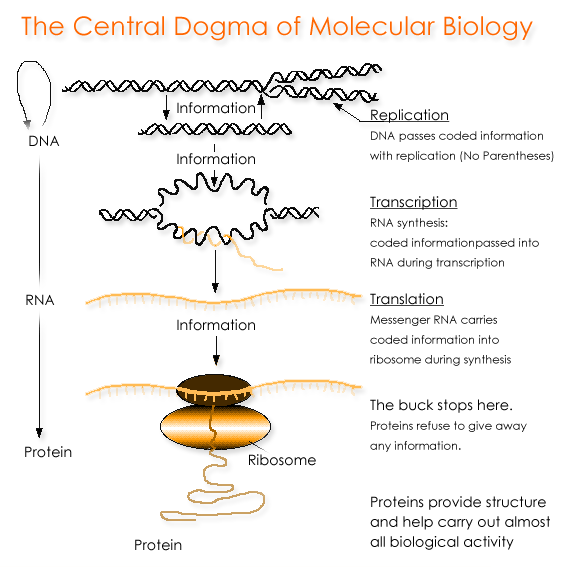 The Central Dogma of Molecular Biology
Information
Replication
DNA
DNA passes coded information
with replication (No Parentheses)
Information
Transcription
RNA synthesis:
coded informationpassed into
RNA during transcription
RNA
Translation
Information
Messenger RNA carries
coded information into
ribosome during synthesis
The buck stops here.
Proteins refuse to give away
any information.
Protein
Ribosome
Proteins provide structure
and help carry out almost
all biological activity
Protein